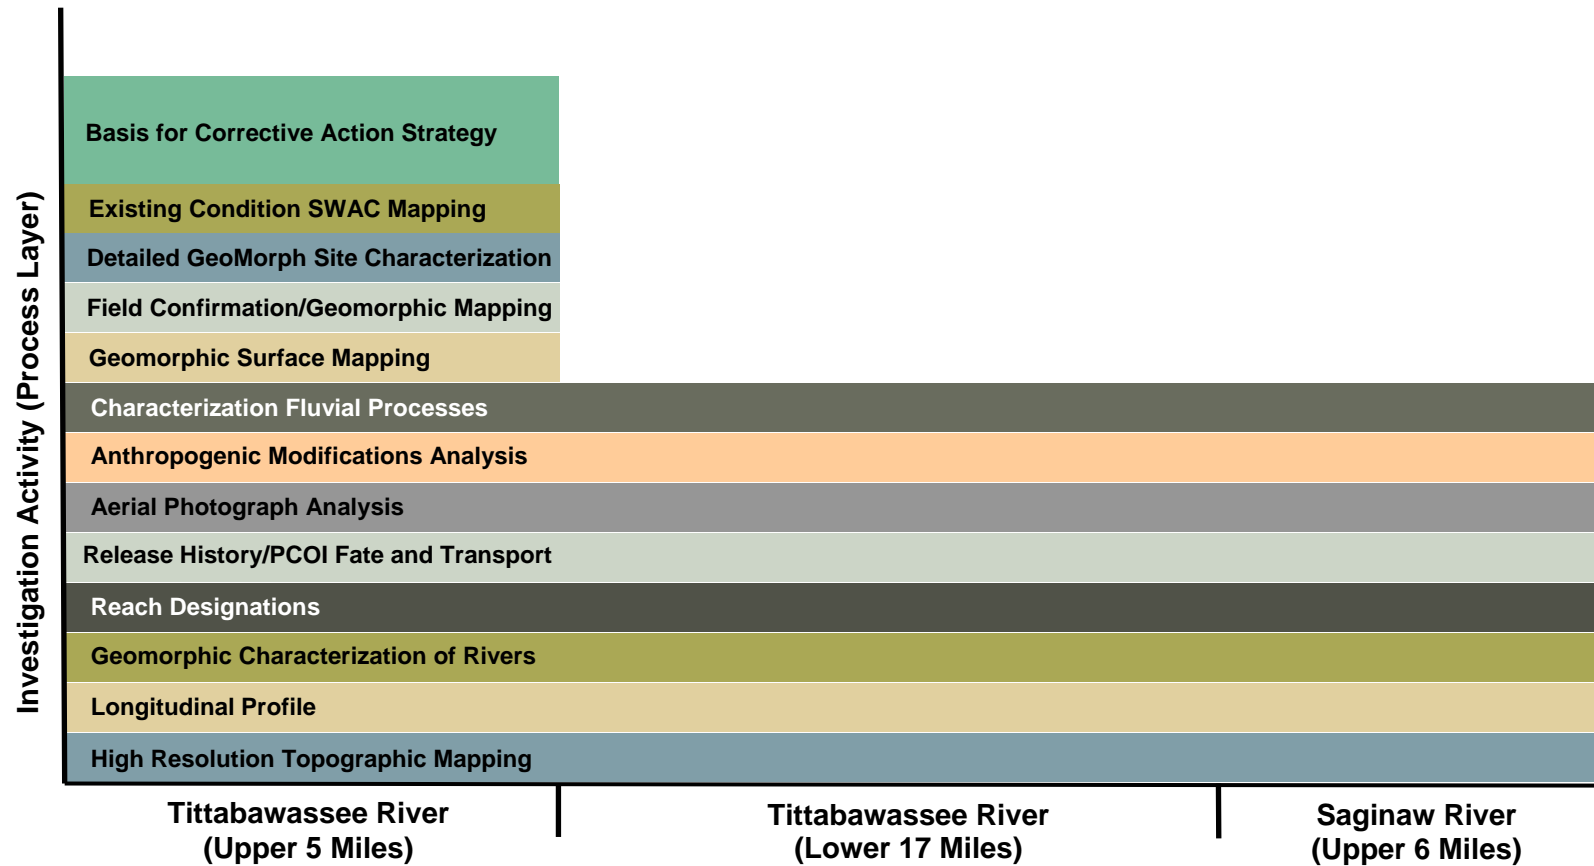 Investigation Activity (Process Layer)
Basis for Corrective Action Strategy
Existing Condition SWAC Mapping
Detailed GeoMorph Site Characterization
Field Confirmation/Geomorphic Mapping
Geomorphic Surface Mapping
Characterization Fluvial Processes
Anthropogenic Modifications Analysis
Aerial Photograph Analysis
Release History/PCOI Fate and Transport
Reach Designations
Geomorphic Characterization of Rivers
Longitudinal Profile
High Resolution Topographic Mapping
Tittabawassee River
(Upper 5 Miles)
Tittabawassee River
(Lower 17 Miles)
Saginaw River
(Upper 6 Miles)